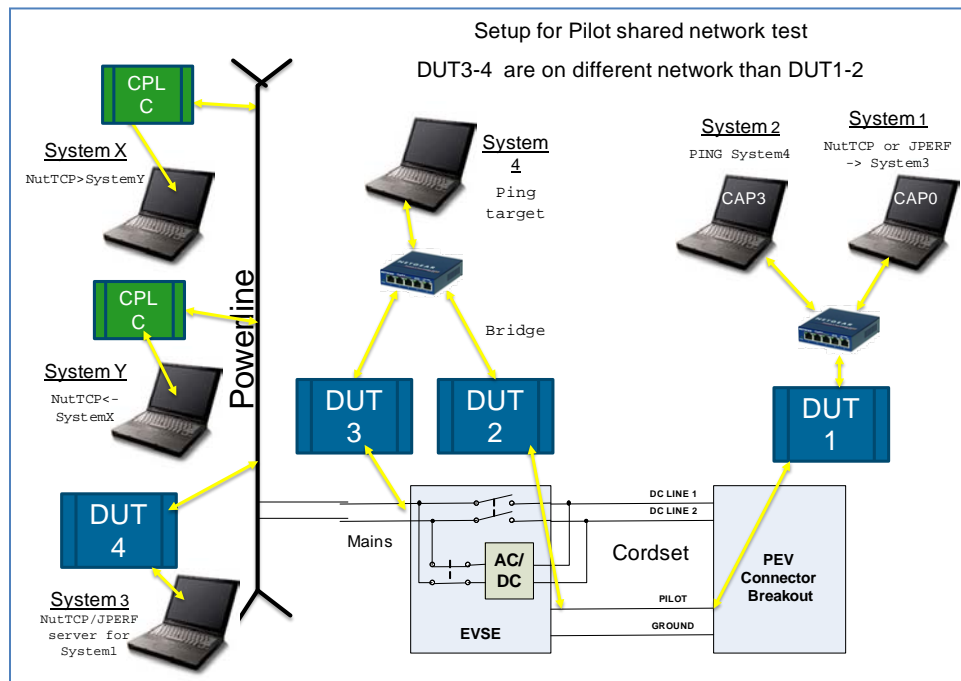 Setup for Pilot shared network test
DUT3-4 are on different network than DUT1-2
CPL
C
System X
NutTCP>SystemY
CPL
C
System Y
NutTCP<-
SystemX
DUT
4
System 3
NutTCP/JPERF
server for
System1
Powerline
System
4
Ping
target
NETGEAR
Bridge
DUT
3
DUT
2
System 2
PING System4
CAP3
System 1
NutTCP or JPERF
-> System3
CAP0
NETGEAR
DUT
1
Mains
AC/
DC
EVSE
DC LINE 1
DC LINE 2
Cordset
PILOT
GROUND
PEV
Connector
Breakout